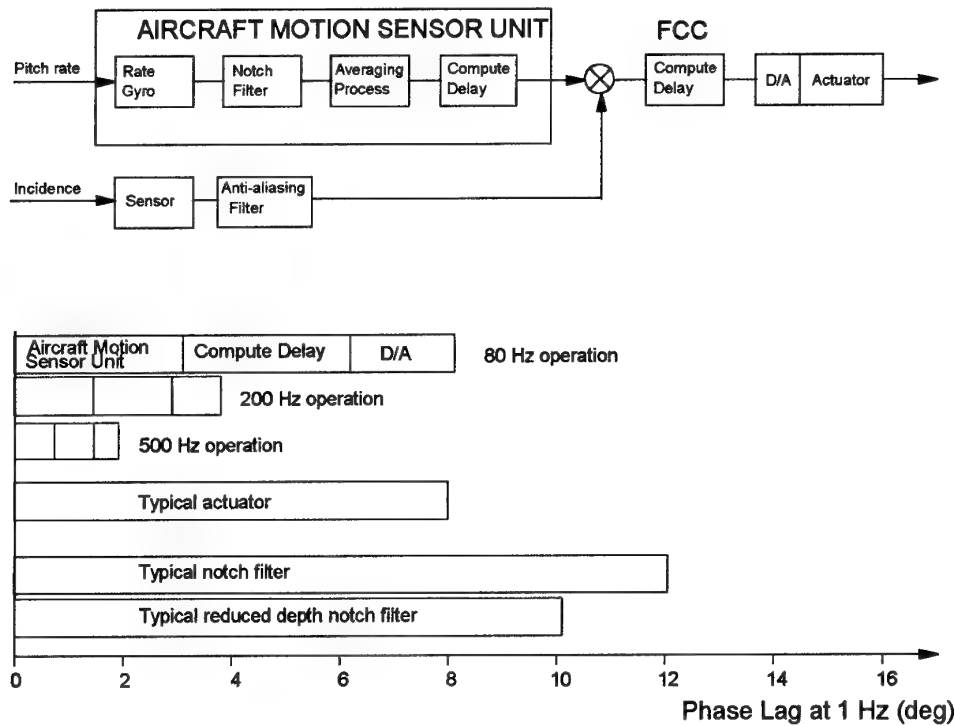 AIRCRAFT MOTION SENSOR UNIT
FCC
Pitch rate
Rate
Gyro
Notch
Filter
Averaging
Process
Compute
Delay
Compute
Delay
D/A
Actuator
Incidence
Sensor
Anti-aliasing
Filter
Aircraft Motion
Sensor Unit
Compute Delay
D/A
80 Hz operation
200 Hz operation
500 Hz operation
Typical actuator
Typical notch filter
Typical reduced depth notch filter
0 2 4 6 8 10 12 14 16
Phase Lag at 1 Hz (deg)